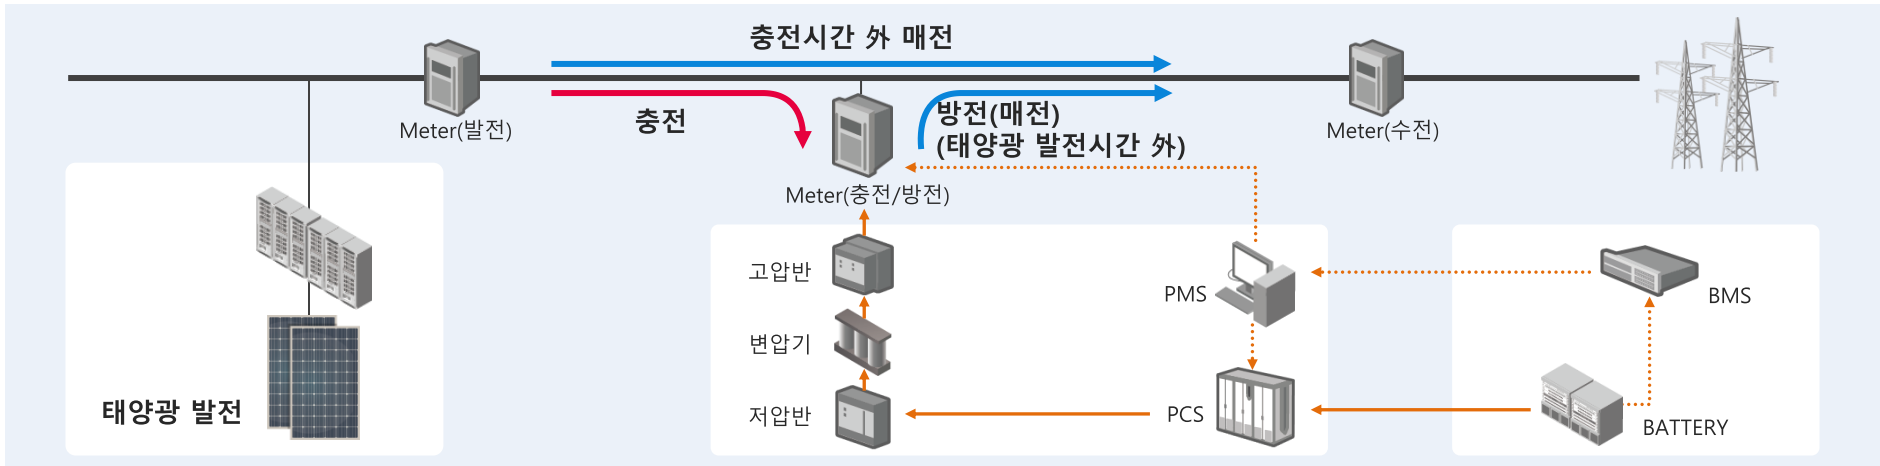 충전시간 外 매전
Meter(발전)
충전
방전(매전)
(태양광 발전시간 外)
Meter(수전)
Meter(충전/방전)
고압반
변압기
저압반
PMS
PCS
BMS
BATTERY
태양광 발전